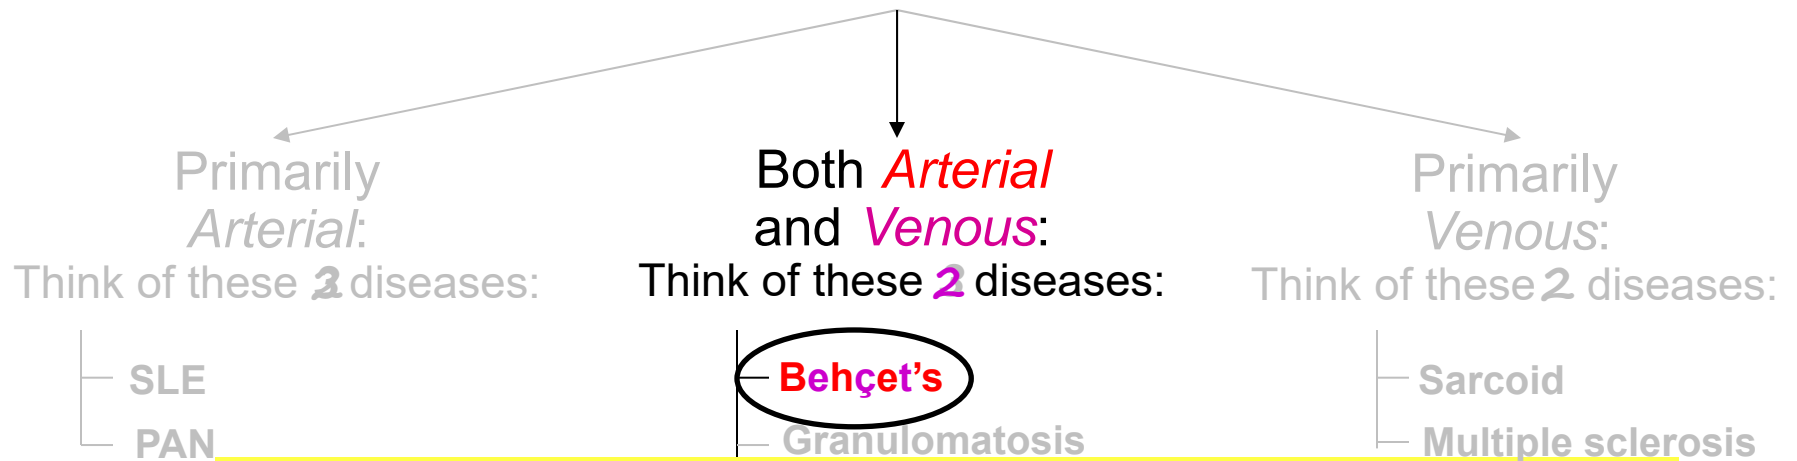 Primarily
Arterial:
Think of these 2 diseases:
SLE
PAN
Both Arterial
and Venous:
Think of these 2 diseases:
Behçet’s
Granulomatosis
Primarily
Venous:
Think of these 2 diseases:
Sarcoid
Multiple sclerosis